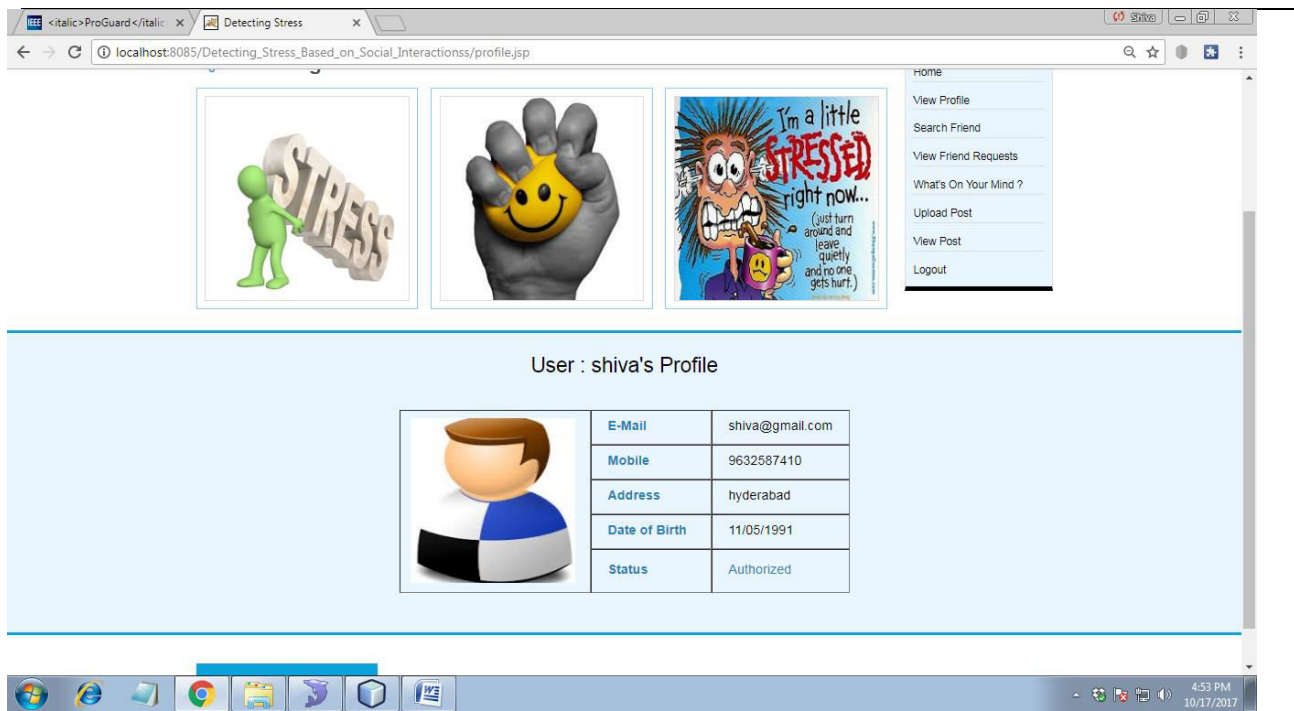 <italic>ProGuard</italic
Detecting Stress
Shiva
localhost:8085/Detecting_Stress_Based_on_Social_Interactionss/profile.jsp
Home
View Profile
Search Friend
View Friend Requests
What's On Your Mind ?
Upload Post
View Post
Logout
STRESS
I'm a little
STRESSED
right now...
(just turn
around and
leave
quietly
and no one
gets hurt.)
User : shiva's Profile
E-Mail shiva@gmail.com
Mobile 9632587410
Address hyderabad
Date of Birth 11/05/1991
Status Authorized
4:53 PM
10/17/2017